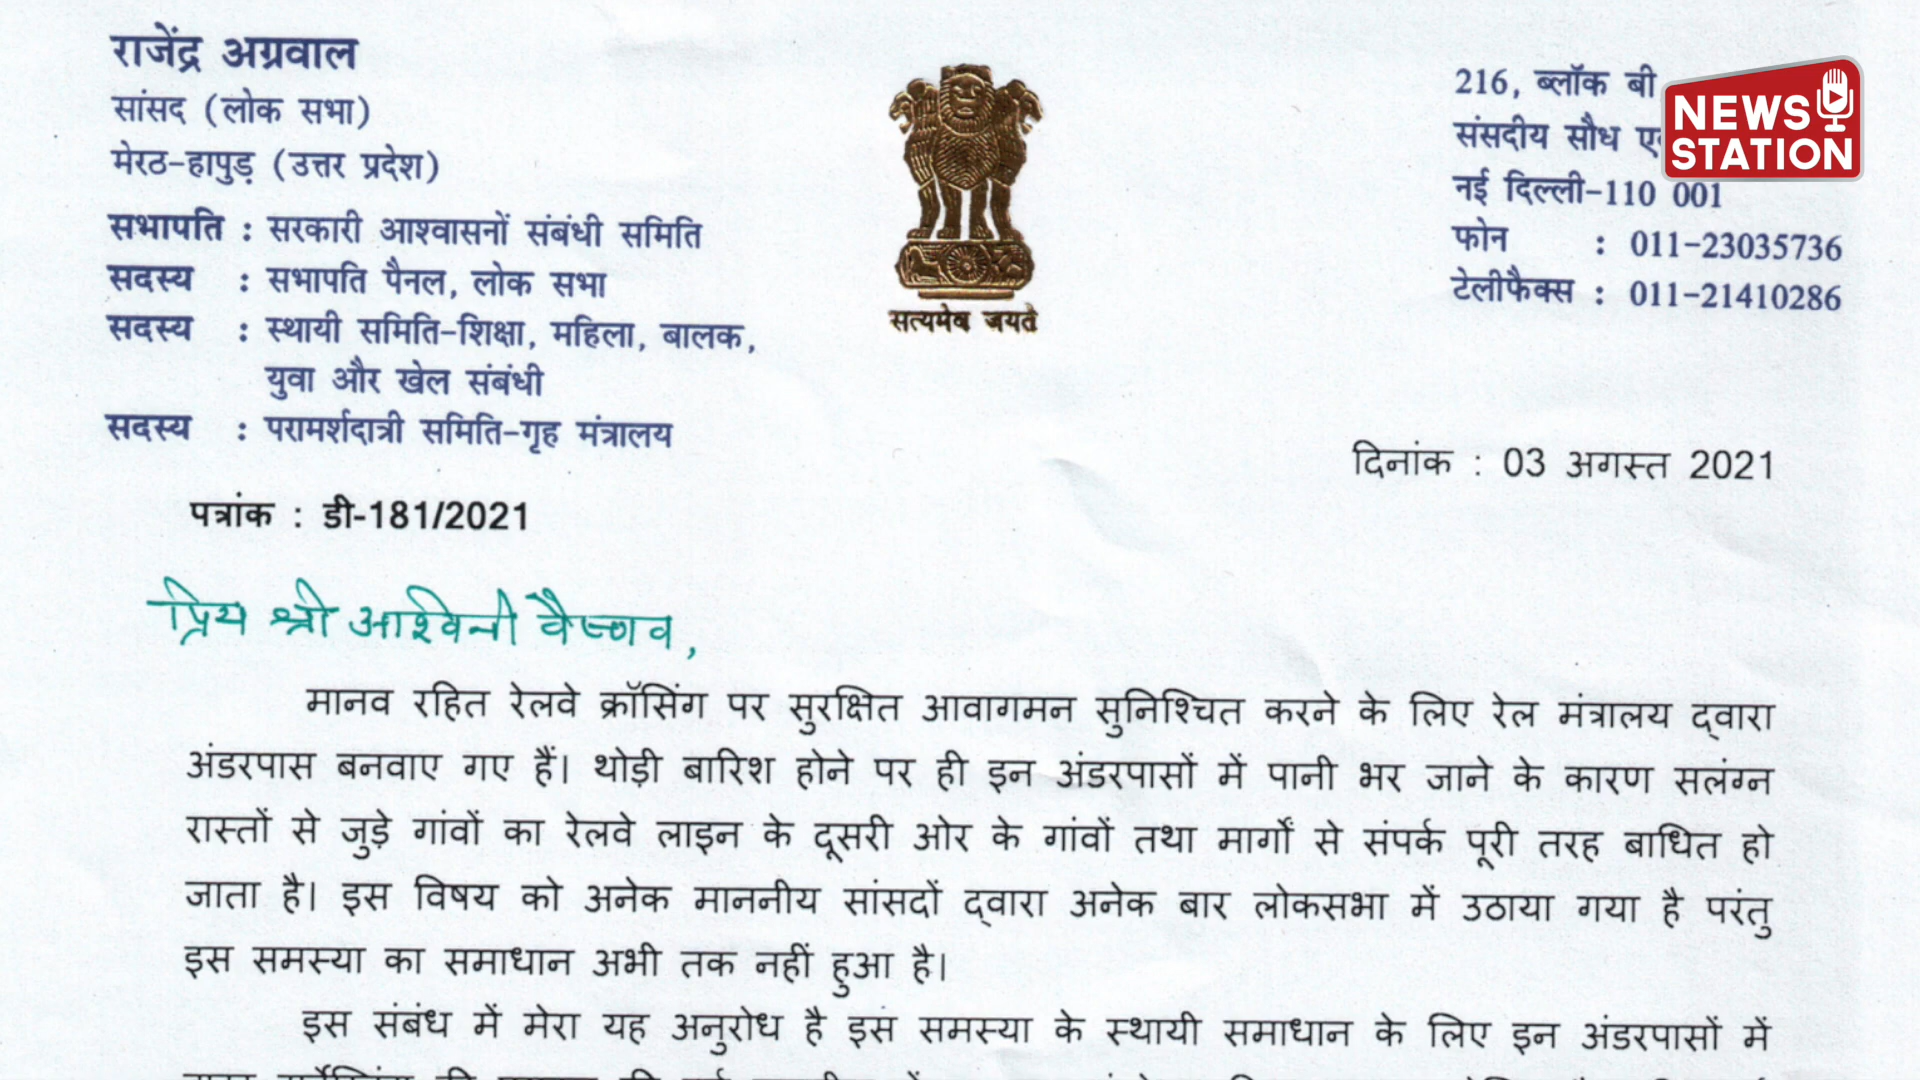 राजेंद्र अग्रवाल
सांसद (लोक सभा)
मेरठ-हापुड़ (उत्तर प्रदेश)
सभापति : सरकारी आश्वासनों संबंधी समिति
सदस्य : सभापति पैनल, लोक सभा
सदस्य : स्थायी समिति-शिक्षा, महिला, बालक,
युवा और खेल संबंधी
सदस्य : परामर्शदात्री समिति-गृह मंत्रालय
सत्यमेव जयते
216, ब्लॉक बी
संसदीय सौध
नई दिल्ली-110 001
फोन : 011-23035736
टेलीफैक्स : 011-21410286
NEWS
STATION
दिनांक : 03 अगस्त 2021
पत्रांक : डी-181/2021
प्रिय श्री अश्विनी वैष्णव,
मानव रहित रेलवे क्रॉसिंग पर सुरक्षित आवागमन सुनिश्चित करने के लिए रेल मंत्रालय द्वारा
अंडरपास बनवाए गए हैं। थोड़ी बारिश होने पर ही इन अंडरपासों में पानी भर जाने के कारण सलंग्न
रास्तों से जुड़े गांवों का रेलवे लाइन के दूसरी ओर के गांवों तथा मार्गों से संपर्क पूरी तरह बाधित हो
जाता है। इस विषय को अनेक माननीय सांसदों द्वारा अनेक बार लोकसभा में उठाया गया है परंतु
इस समस्या का समाधान अभी तक नहीं हुआ है।
इस संबंध में मेरा यह अनुरोध है इस समस्या के स्थायी समाधान के लिए इन अंडरपासों में